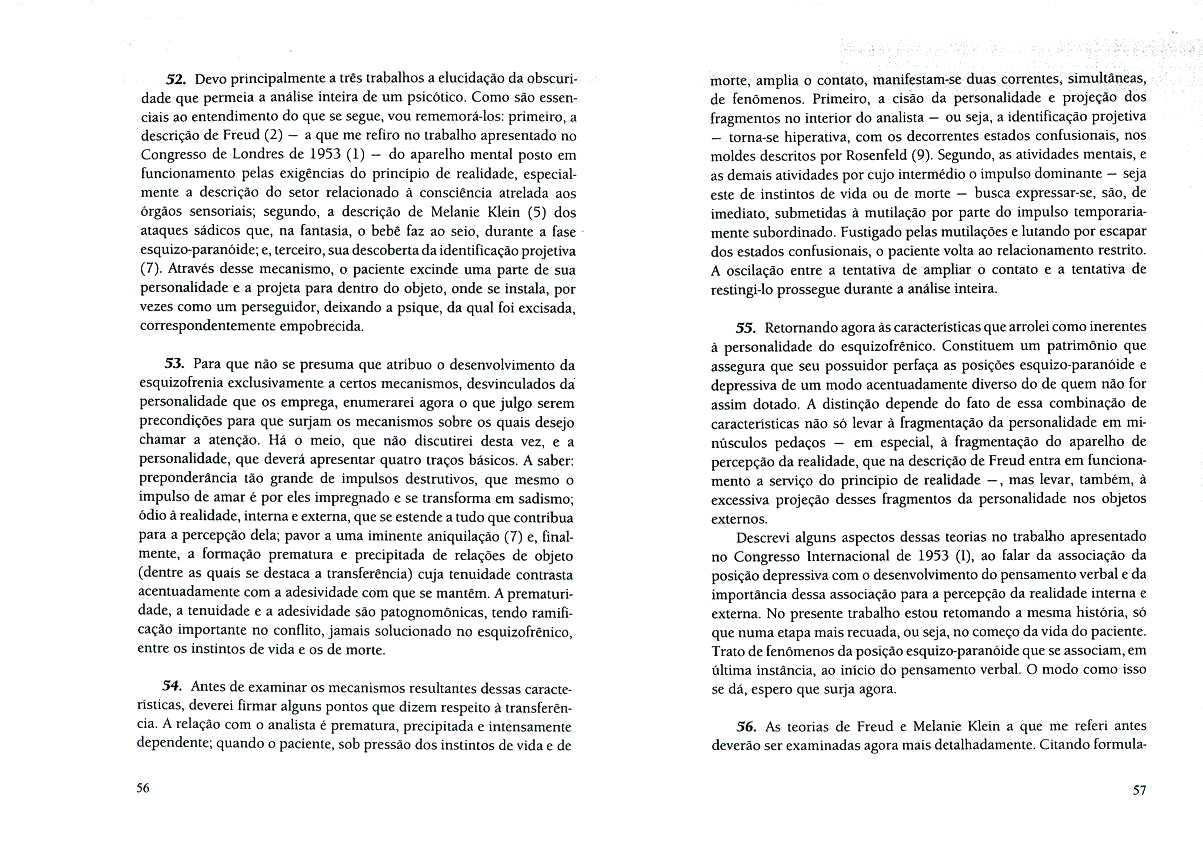 52. Devo principalmente a três trabalhos a elucidação da obscuri-
dade que permeia a análise inteira de um psicótico. Como são essen-
ciais ao entendimento do que se segue, vou rememorá-los: primeiro, a
descrição de Freud (2) — a que me refiro no trabalho apresentado no
Congresso de Londres de 1953 (1) — do aparelho mental posto em
funcionamento pelas exigências do princípio de realidade, especial-
mente a descrição do setor relacionado à consciência atrelada aos
órgãos sensoriais; segundo, a descrição de Melanie Klein (5) dos
ataques sádicos que, na fantasia, o bebê faz ao seio, durante a fase
esquizo-paranóide; e, terceiro, sua descoberta da identificação projetiva
(7). Através desse mecanismo, o paciente excinde uma parte de sua
personalidade e a projeta para dentro do objeto, onde se instala, por
vezes como um perseguidor, deixando a psique, da qual foi excisada,
correspondentemente empobrecida.
53. Para que não se presuma que atribuo o desenvolvimento da
esquizofrenia exclusivamente a certos mecanismos, desvinculados da
personalidade que os emprega, enumerarei agora o que julgo serem
precondições para que surjam os mecanismos sobre os quais desejo
chamar a atenção. Há o meio, que não discutirei desta vez, e a
personalidade, que deverá apresentar quatro traços básicos. A saber:
preponderância tão grande de impulsos destrutivos, que mesmo o
impulso de amar é por eles impregnado e se transforma em sadismo;
ódio à realidade, interna e externa, que se estende a tudo que contribua
para a percepção dela; pavor a uma iminente aniquilação (7) e, final-
mente, a formação prematura e precipitada de relações de objeto
(dentre as quais se destaca a transferência) cuja tenuidade contrasta
acentuadamente com a adesividade com que se mantêm. A prematuri-
dade, a tenuidade e a adesividade são patognomônicas, tendo ramifi-
cação importante no conflito, jamais solucionado no esquizofrênico,
entre os instintos de vida e os de morte.
54. Antes de examinar os mecanismos resultantes dessas caracte-
rísticas, deverei firmar alguns pontos que dizem respeito à transferên-
cia. A relação com o analista é prematura, precipitada e intensamente
dependente; quando o paciente, sob pressão dos instintos de vida e de
56
morte, amplia o contato, manifestam-se duas correntes, simultâneas,
de fenômenos. Primeiro, a cisão da personalidade e projeção dos
fragmentos no interior do analista — ou seja, a identificação projetiva
— torna-se hiperativa, com os decorrentes estados confusionais, nos
moldes descritos por Rosenfeld (9). Segundo, as atividades mentais, e
as demais atividades por cujo intermédio o impulso dominante — seja
este de instintos de vida ou de morte — busca expressar-se, são, de
imediato, submetidas à mutilação por parte do impulso temporaria-
mente subordinado. Fustigado pelas mutilações e lutando por escapar
dos estados confusionais, o paciente volta ao relacionamento restrito.
A oscilação entre a tentativa de ampliar o contato e a tentativa de
restingi-lo prossegue durante a análise inteira.
55. Retornando agora às características que arrolei como inerentes
à personalidade do esquizofrênico. Constituem um patrimônio que
assegura que seu possuidor perfaça as posições esquizo-paranóide e
depressiva de um modo acentuadamente diverso do de quem não for
assim dotado. A distinção depende do fato de essa combinação de
características não só levar à fragmentação da personalidade em mi-
núsculos pedaços — em especial, à fragmentação do aparelho de
percepção da realidade, que na descrição de Freud entra em funciona-
mento a serviço do princípio de realidade —, mas levar, também, à
excessiva projeção desses fragmentos da personalidade nos objetos
externos.
Descrevi alguns aspectos dessas teorias no trabalho apresentado
no Congresso Internacional de 1953 (I), ao falar da associação da
posição depressiva com o desenvolvimento do pensamento verbal e da
importância dessa associação para a percepção da realidade interna e
externa. No presente trabalho estou retomando a mesma história, só
que numa etapa mais recuada, ou seja, no começo da vida do paciente.
Trato de fenômenos da posição esquizo-paranóide que se associam, em
última instância, ao início do pensamento verbal. O modo como isso
se dá, espero que surja agora.
56. As teorias de Freud e Melanie Klein a que me referi antes
deverão ser examinadas agora mais detalhadamente. Citando formula-
57